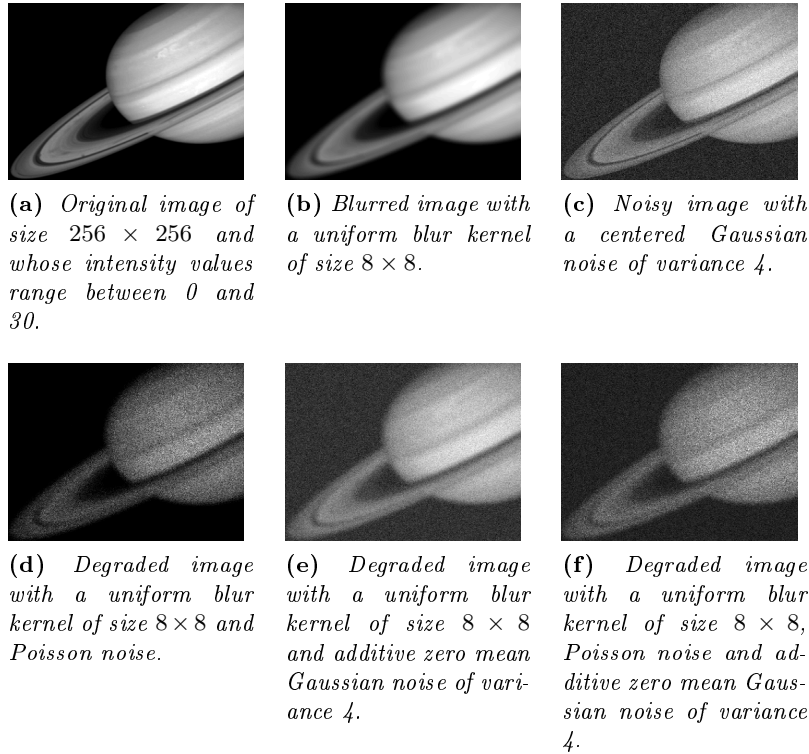 (a) Original image of
size 256 × 256 and
whose intensity values
range between 0 and
30.
(b) Blurred image with
a uniform blur kernel
of size 8 × 8.
(c) Noisy image with
a centered Gaussian
noise of variance 4.
(d) Degraded image
with a uniform blur
kernel of size 8 × 8 and
Poisson noise.
(e) Degraded image
with a uniform blur
kernel of size 8 × 8
and additive zero mean
Gaussian noise of vari-
ance 4.
(f) Degraded image
with a uniform blur
kernel of size 8 × 8,
Poisson noise and ad-
ditive zero mean Gaus-
sian noise of variance
4.